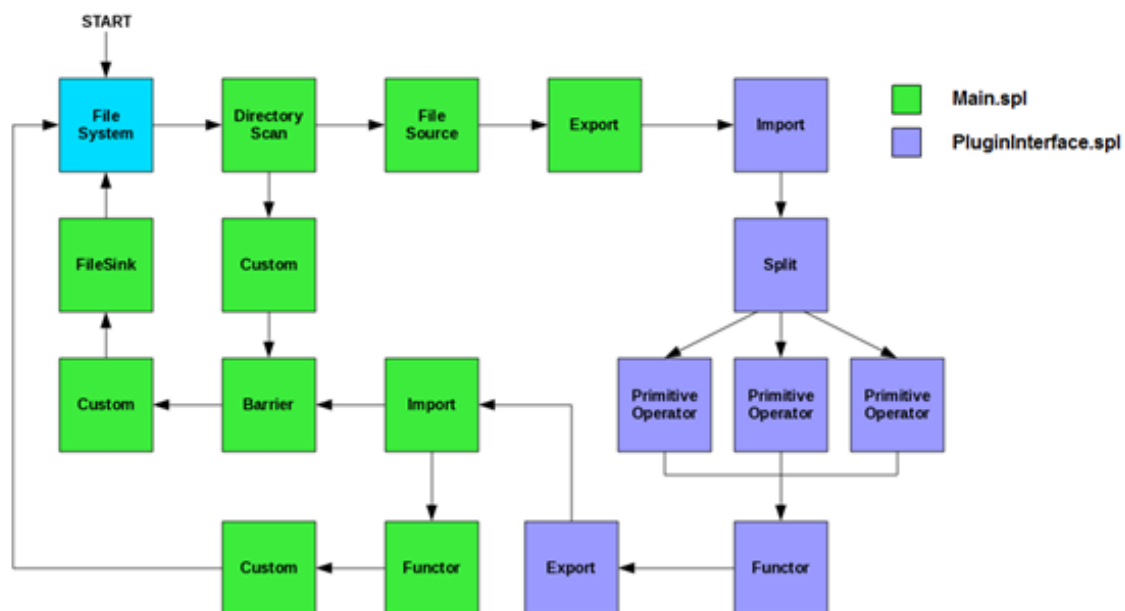 START
File
System
Directory
Scan
File
Source
Export
Import
Main.spl
PluginInterface.spl
FileSink
Custom
Split
Custom
Barrier
Import
Primitive
Operator
Primitive
Operator
Primitive
Operator
Custom
Functor
Export
Functor